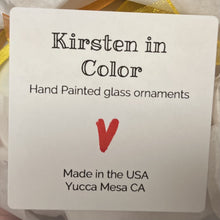 Kirsten in
Color
Hand Painted glass ornaments
Made in the USA
Yucca Mesa CA